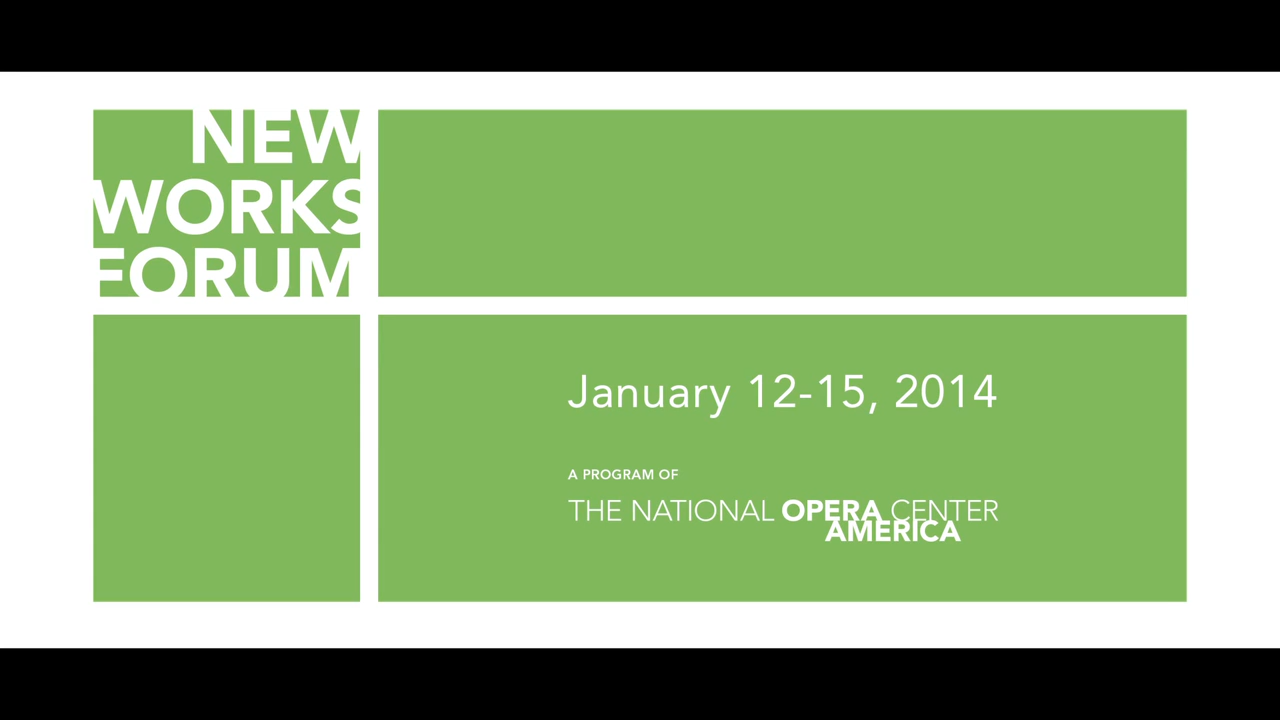 NEW
WORKS
FORUM
January 12-15, 2014
A PROGRAM OF
THE NATIONAL OPERA CENTER
AMERICA